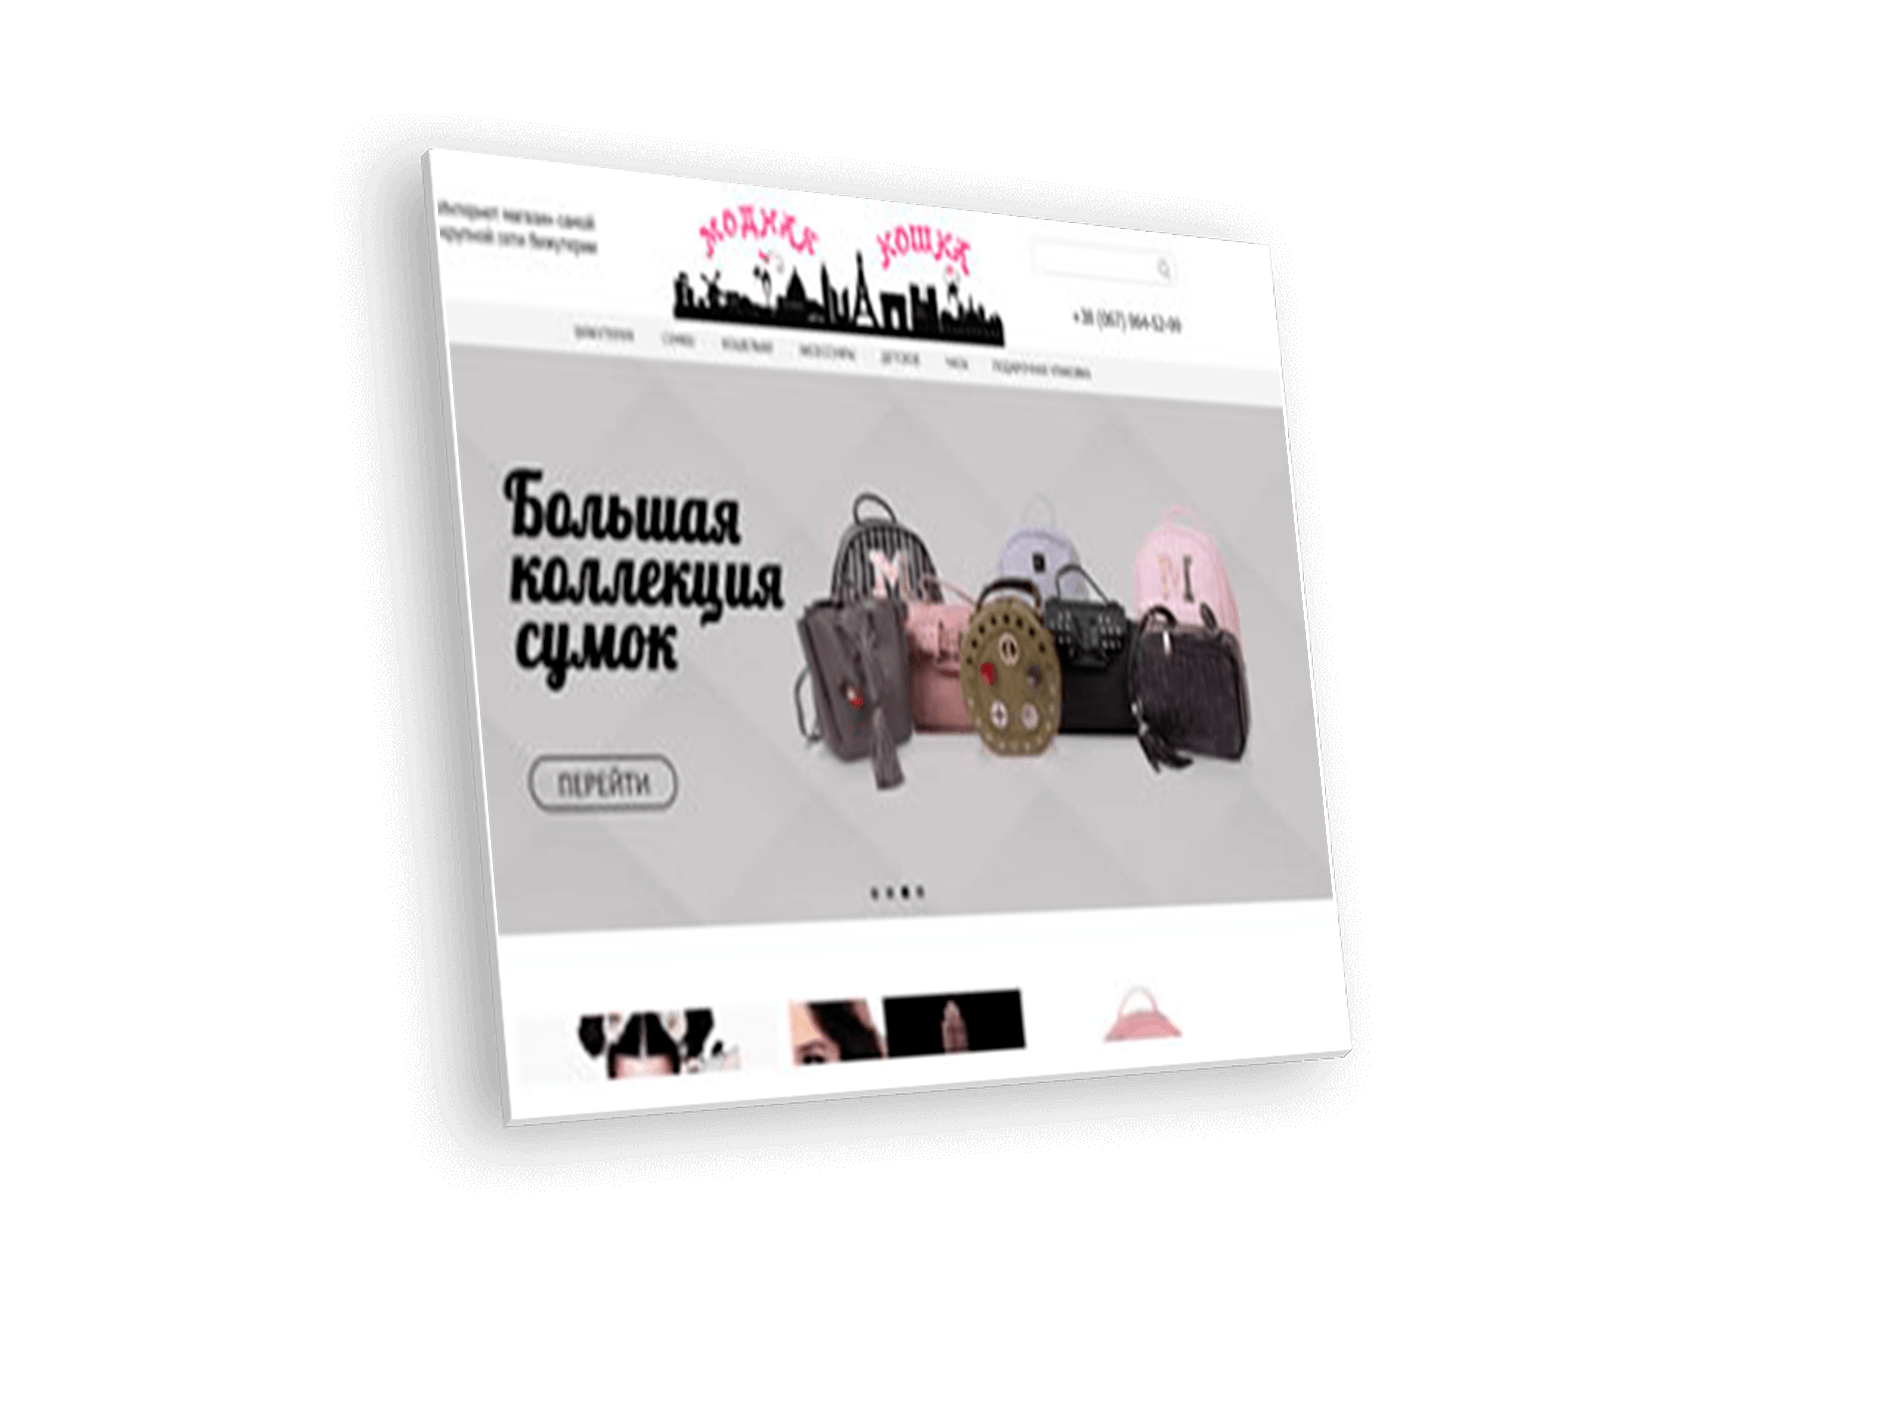 Интернет магазин самой
крупной сети бижутерии
МОДНАЯ КОШКА
+38 (067) 964-52-99
БИЖУТЕРИЯ СУМКИ КОШЕЛЬКИ АКСЕССУАРЫ ДЕТСКОЕ ЧАСЫ ПОДАРОЧНАЯ УПАКОВКА
Большая
коллекция
сумок
M
M
ПЕРЕЙТИ